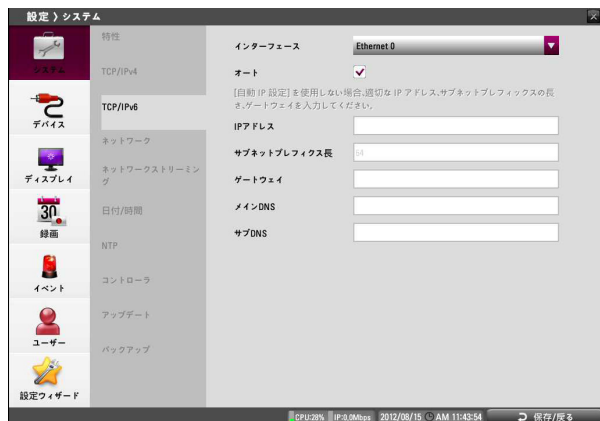 設定 〉システム
システム
デバイス
ディスプレイ
30
録画
イベント
ユーザー
設定ウィザード
特性
TCP/IPv4
TCP/IPv6
ネットワーク
ネットワークストリーミン
グ
日付/時間
NTP
コントローラ
アップデート
バックアップ
インターフェース Ethernet 0
オート
[自動 IP 設定] を使用しない場合、適切な IP アドレス、サブネットプレフィックスの長
さ、ゲートウェイを入力してください。
IPアドレス
サブネットプレフィクス長 64
ゲートウェイ
メインDNS
サブDNS
CPU:28% IP:0.0Mbps 2012/08/15 AM 11:43:54 保存/戻る